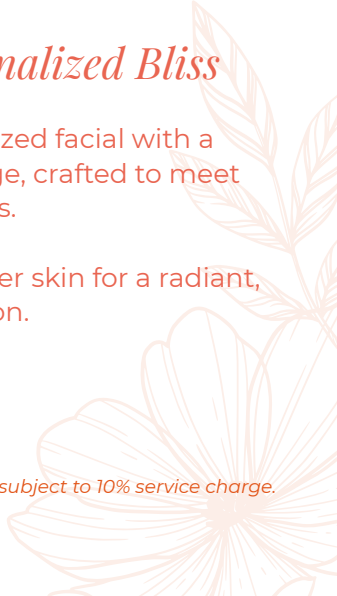 nalized Bliss
zed facial with a
ge, crafted to meet
s.
er skin for a radiant,
on.
subject to 10% service charge.